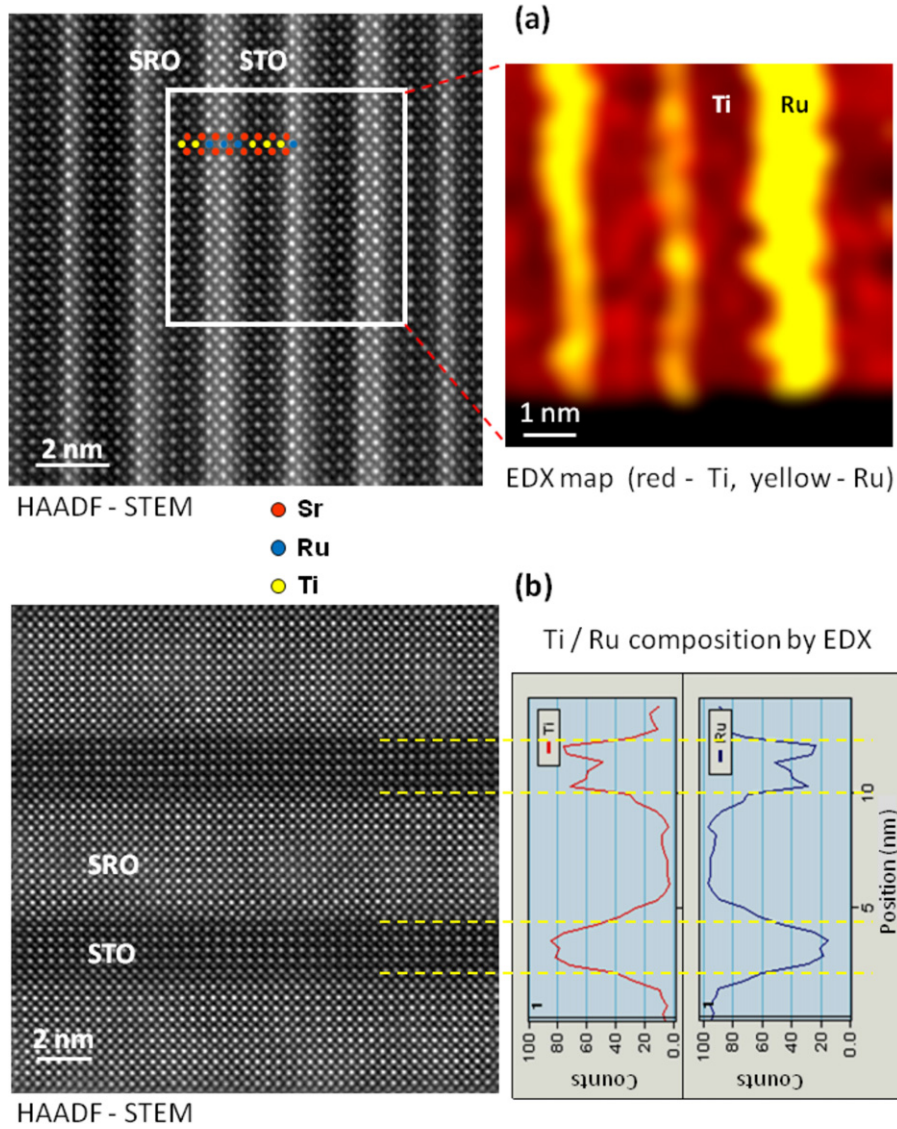 (a)
SRO STO
Ti Ru
2 nm
1 nm
HAADF - STEM
EDX map (red - Ti, yellow - Ru)
Sr
Ru
Ti
(b)
Ti / Ru composition by EDX
Ti
Ru
SRO
STO
2 nm
1
1
10
5
Position (nm)
100 80 60 40 20 0.0
100 80 60 40 20 0.0
Counts
Counts
HAADF - STEM